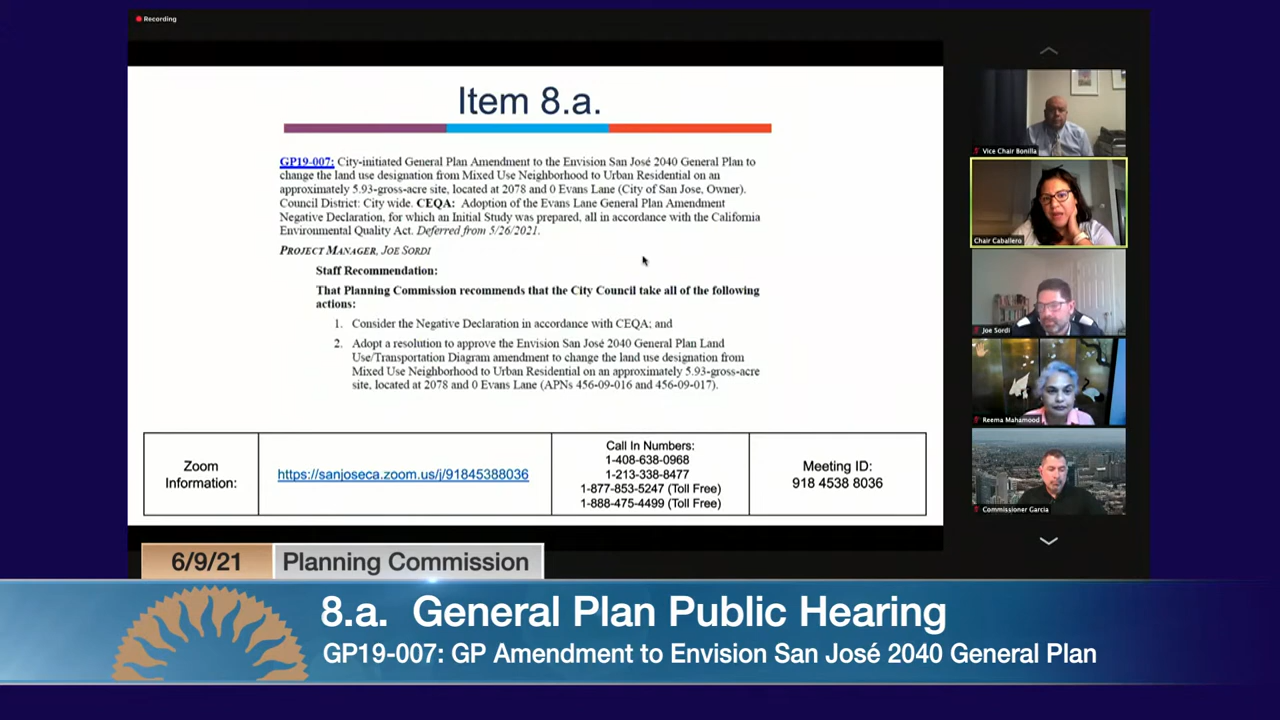 Recording
Item 8.a.
GP19-007: City-initiated General Plan Amendment to the Envision San José 2040 General Plan to
change the land use designation from Mixed Use Neighborhood to Urban Residential on an
approximately 5.93-gross-acre site, located at 2078 and 0 Evans Lane (City of San Jose, Owner).
Council District: City wide. CEQA: Adoption of the Evans Lane General Plan Amendment
Negative Declaration, for which an Initial Study was prepared, all in accordance with the California
Environmental Quality Act. Deferred from 5/26/2021.
PROJECT MANAGER, JOE SORDI
Staff Recommendation:
That Planning Commission recommends that the City Council take all of the following
actions:
1. Consider the Negative Declaration in accordance with CEQA; and
2. Adopt a resolution to approve the Envision San José 2040 General Plan Land
Use/Transportation Diagram amendment to change the land use designation from
Mixed Use Neighborhood to Urban Residential on an approximately 5.93-gross-acre
site, located at 2078 and 0 Evans Lane (APNs 456-09-016 and 456-09-017).
Zoom
Information:
https://sanjoseca.zoom.us/j/91845388036
Call In Numbers:
1-408-638-0968
1-213-338-8477
1-877-853-5247 (Toll Free)
1-888-475-4499 (Toll Free)
Meeting ID:
918 4538 8036
Vice Chair Bonilla
Chair Caballero
Joe Sordi
Reema Mahamood
Commissioner Garcia
6/9/21
Planning Commission
8.a. General Plan Public Hearing
GP19-007: GP Amendment to Envision San José 2040 General Plan